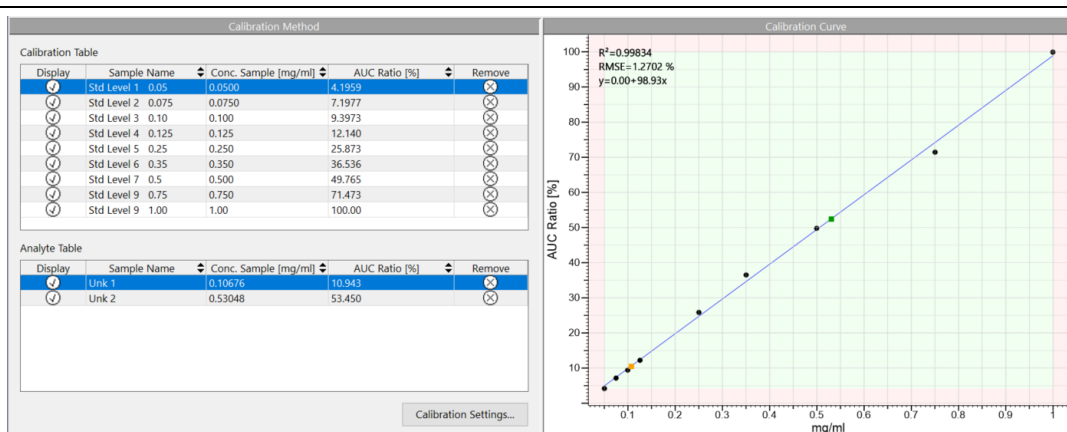 Calibration Method
Calibration Table
Display Sample Name Conc. Sample [mg/ml] AUC Ratio [%] Remove
Std Level 1 0.05 0.0500 4.1959
Std Level 2 0.075 0.0750 7.1977
Std Level 3 0.10 0.100 9.3973
Std Level 4 0.125 0.125 12.140
Std Level 5 0.25 0.250 25.873
Std Level 6 0.35 0.350 36.536
Std Level 7 0.5 0.500 49.765
Std Level 9 0.75 0.750 71.473
Std Level 9 1.00 1.00 100.00
Analyte Table
Display Sample Name Conc. Sample [mg/ml] AUC Ratio [%] Remove
Unk 1 0.10676 10.943
Unk 2 0.53048 53.450
Calibration Settings...
Calibration Curve
R²=0.99834
RMSE=1.2702 %
y=0.00+98.93x
AUC Ratio [%]
100
90
80
70
60
50
40
30
20
10
0.1 0.2 0.3 0.4 0.5 0.6 0.7 0.8 0.9 1
mg/ml